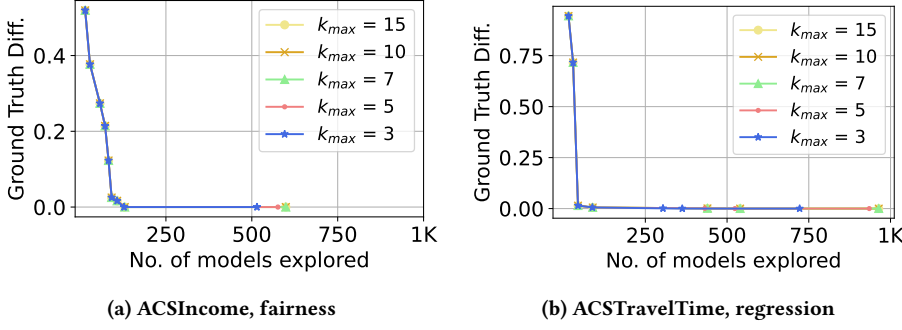 Ground Truth Diff.
0.4
0.2
0.0
k_max = 15
k_max = 10
k_max = 7
k_max = 5
k_max = 3
250 500 750 1K
No. of models explored
(a) ACSIncome, fairness
Ground Truth Diff.
0.75
0.50
0.25
0.00
k_max = 15
k_max = 10
k_max = 7
k_max = 5
k_max = 3
250 500 750 1K
No. of models explored
(b) ACSTravelTime, regression